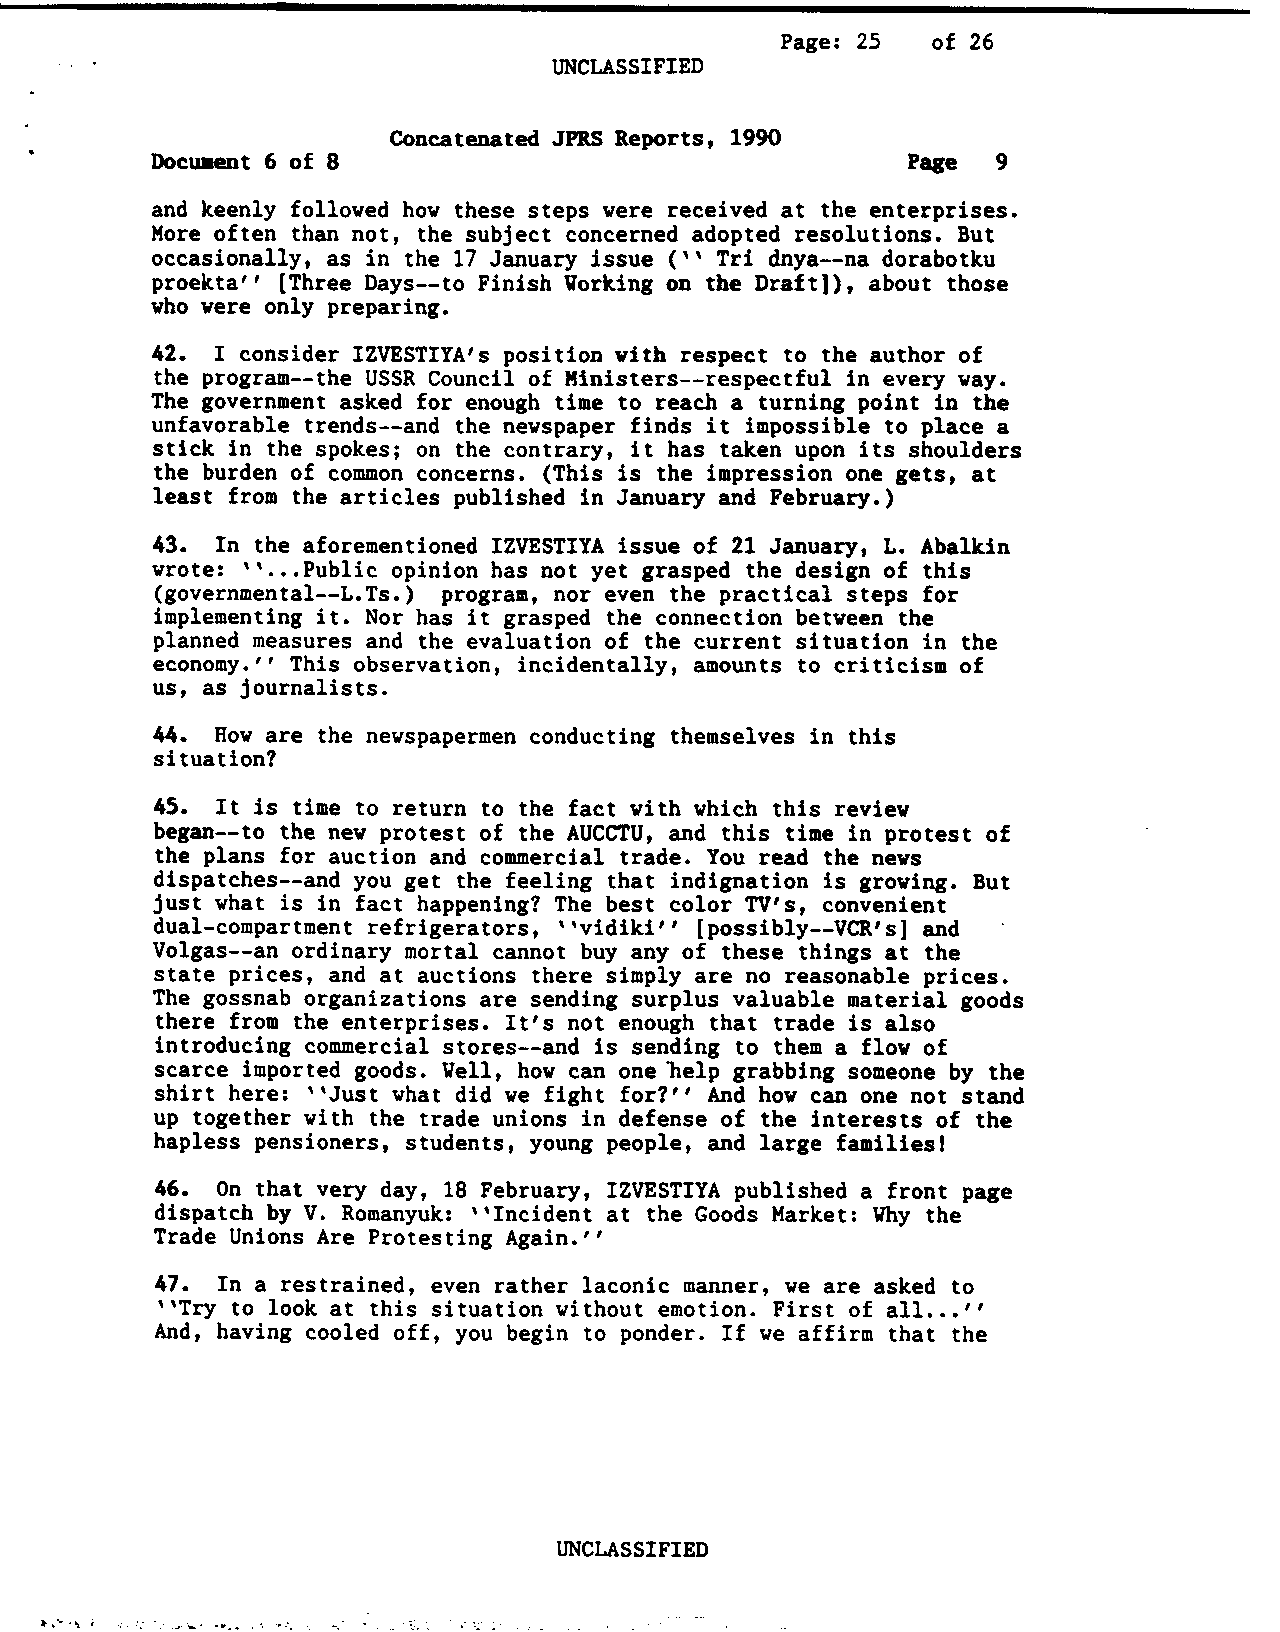 Page: 25 of 26
UNCLASSIFIED
Concatenated JPRS Reports, 1990
Document 6 of 8 Page 9
and keenly followed how these steps were received at the enterprises.
More often than not, the subject concerned adopted resolutions. But
occasionally, as in the 17 January issue (`` Tri dnya--na dorabotku
proekta'' [Three Days--to Finish Working on the Draft]), about those
who were only preparing.
42. I consider IZVESTIYA's position with respect to the author of
the program--the USSR Council of Ministers--respectful in every way.
The government asked for enough time to reach a turning point in the
unfavorable trends--and the newspaper finds it impossible to place a
stick in the spokes; on the contrary, it has taken upon its shoulders
the burden of common concerns. (This is the impression one gets, at
least from the articles published in January and February.)
43. In the aforementioned IZVESTIYA issue of 21 January, L. Abalkin
wrote: ``...Public opinion has not yet grasped the design of this
(governmental--L.Ts.) program, nor even the practical steps for
implementing it. Nor has it grasped the connection between the
planned measures and the evaluation of the current situation in the
economy.'' This observation, incidentally, amounts to criticism of
us, as journalists.
44. How are the newspapermen conducting themselves in this
situation?
45. It is time to return to the fact with which this review
began--to the new protest of the AUCCTU, and this time in protest of
the plans for auction and commercial trade. You read the news
dispatches--and you get the feeling that indignation is growing. But
just what is in fact happening? The best color TV's, convenient
dual-compartment refrigerators, ``vidiki'' [possibly--VCR's] and
Volgas--an ordinary mortal cannot buy any of these things at the
state prices, and at auctions there simply are no reasonable prices.
The gossnab organizations are sending surplus valuable material goods
there from the enterprises. It's not enough that trade is also
introducing commercial stores--and is sending to them a flow of
scarce imported goods. Well, how can one help grabbing someone by the
shirt here: ``Just what did we fight for?'' And how can one not stand
up together with the trade unions in defense of the interests of the
hapless pensioners, students, young people, and large families!
46. On that very day, 18 February, IZVESTIYA published a front page
dispatch by V. Romanyuk: ``Incident at the Goods Market: Why the
Trade Unions Are Protesting Again.''
47. In a restrained, even rather laconic manner, we are asked to
``Try to look at this situation without emotion. First of all...''
And, having cooled off, you begin to ponder. If we affirm that the
UNCLASSIFIED